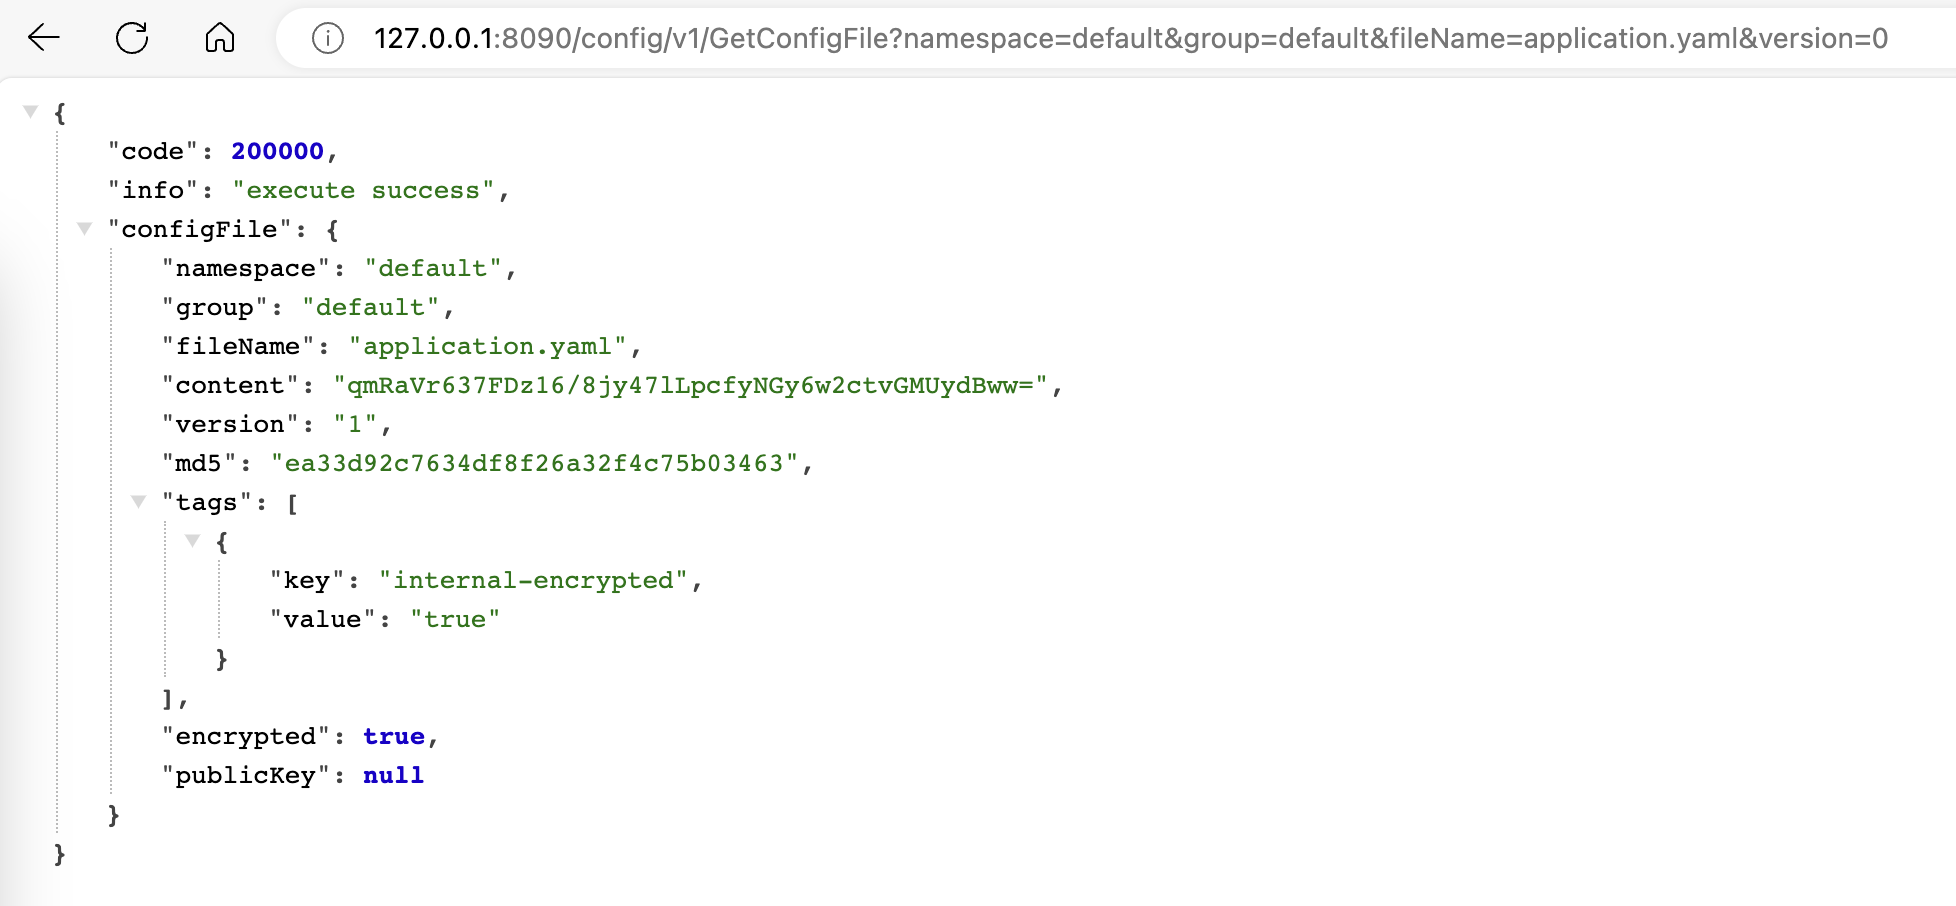 127.0.0.1:8090/config/v1/GetConfigFile?namespace=default&group=default&fileName=application.yaml&version=0
{
"code": 200000,
"info": "execute success",
"configFile": {
"namespace": "default",
"group": "default",
"fileName": "application.yaml",
"content": "qmRaVr637FDz16/8jy47lLpcfyNGy6w2ctvGMUydBww=",
"version": "1",
"md5": "ea33d92c7634df8f26a32f4c75b03463",
"tags": [
{
"key": "internal-encrypted",
"value": "true"
}
],
"encrypted": true,
"publicKey": null
}
}